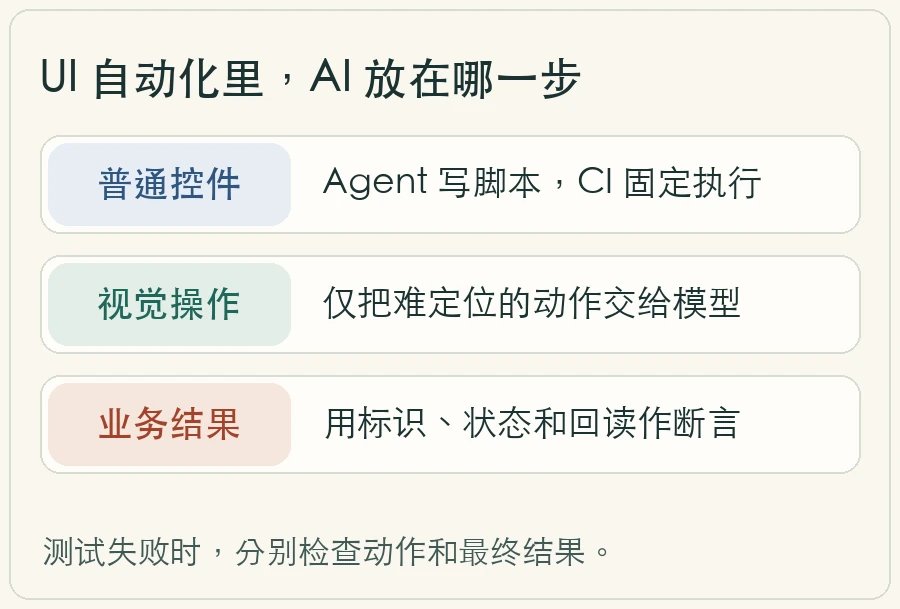 UI 自动化里，AI 放在哪一步
普通控件
Agent 写脚本，CI 固定执行
视觉操作
仅把难定位的动作交给模型
业务结果
用标识、状态和回读作断言
测试失败时，分别检查动作和最终结果。